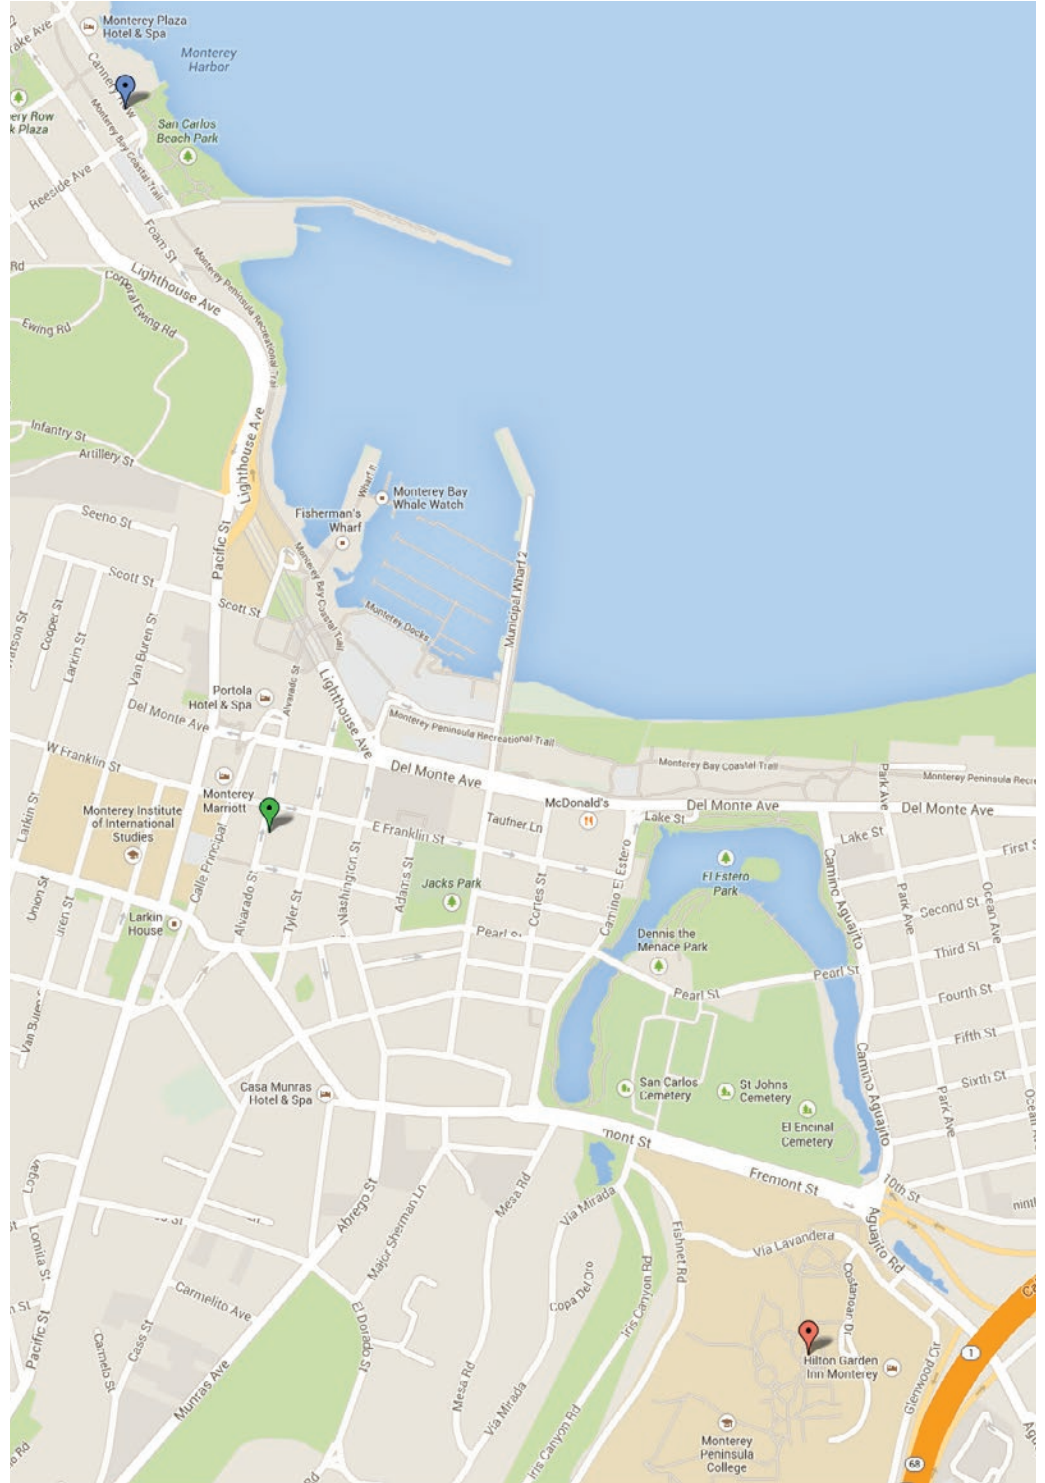 Monterey Plaza
Hotel & Spa
Monterey
Harbor
Cannery Row
San Carlos
Beach Park
Monterey Bay Coastal Trail
Reeside Ave
Foam St
Lighthouse Ave
Monterey Peninsula Recreational Trail
Rd
Corporal Ewing Rd
Ewing Rd
Infantry St
Artillery St
Lighthouse Ave
Wharf II
Monterey Bay
Whale Watch
Fisherman's
Wharf
Seeno St
Pacific St
Scott St
Scott St
Monterey Bay Coastal Trail
Monterey Docks
Municipal Wharf 2
Cooper St
Larkin St
Van Buren St
Portola
Hotel & Spa
Alvarado St
Lighthouse Ave
Del Monte Ave
Monterey Peninsula Recreational Trail
W Franklin St
Del Monte Ave
Monterey Bay Coastal Trail
Park Ave
Monterey Peninsula Recre
Monterey
Marriott
McDonald's
Del Monte Ave
Del Monte Ave
Larkin St
Monterey Institute
of International
Studies
Calle Principal
E Franklin St
Taufner Ln
Lake St
Lake St
First S
El Estero
Park
Camino El Estero
Camino Aguajito
Washington St
Adams St
Jacks Park
Cortes St
Union St
uren St
Larkin
House
Alvarado St
Tyler St
Pearl St
Park Ave
Ocean Ave
Second St
Third St
Dennis the
Menace Park
Pearl St
Pearl St
Fourth St
Fifth St
Sixth St
Van Buren
Camino Aguajito
Park Ave
Ocean A
Casa Munras
Hotel & Spa
San Carlos
Cemetery
St Johns
Cemetery
El Encinal
Cemetery
mont St
Fremont St
10th St
Logan
Lomita St
Abrego St
Major Sherman Ln
Mesa Rd
Via Mirada
Fishnet Rd
Via Lavandera
Aguajito Rd
Costanoan Dr
Carmelito Ave
Copa Del Oro
Iris Canyon Rd
Pacific St
Carmelo St
Cass St
Munras Ave
El Dorado St
Mesa Rd
Via Mirada
Iris Canyon Rd
Hilton Garden
Inn Monterey
Glenwood Cir
1
Monterey
Peninsula
College
68
Rd